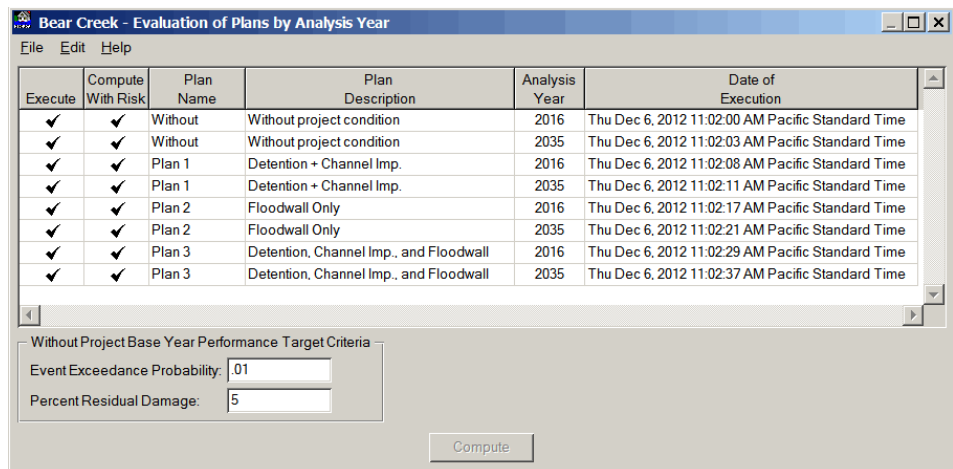 Bear Creek - Evaluation of Plans by Analysis Year
File Edit Help
Execute Compute With Risk Plan Name Plan Description Analysis Year Date of Execution
Without Without project condition 2016 Thu Dec 6, 2012 11:02:00 AM Pacific Standard Time
Without Without project condition 2035 Thu Dec 6, 2012 11:02:03 AM Pacific Standard Time
Plan 1 Detention + Channel Imp. 2016 Thu Dec 6, 2012 11:02:08 AM Pacific Standard Time
Plan 1 Detention + Channel Imp. 2035 Thu Dec 6, 2012 11:02:11 AM Pacific Standard Time
Plan 2 Floodwall Only 2016 Thu Dec 6, 2012 11:02:17 AM Pacific Standard Time
Plan 2 Floodwall Only 2035 Thu Dec 6, 2012 11:02:21 AM Pacific Standard Time
Plan 3 Detention, Channel Imp., and Floodwall 2016 Thu Dec 6, 2012 11:02:29 AM Pacific Standard Time
Plan 3 Detention, Channel Imp., and Floodwall 2035 Thu Dec 6, 2012 11:02:37 AM Pacific Standard Time
Without Project Base Year Performance Target Criteria
Event Exceedance Probability: .01
Percent Residual Damage: 5
Compute